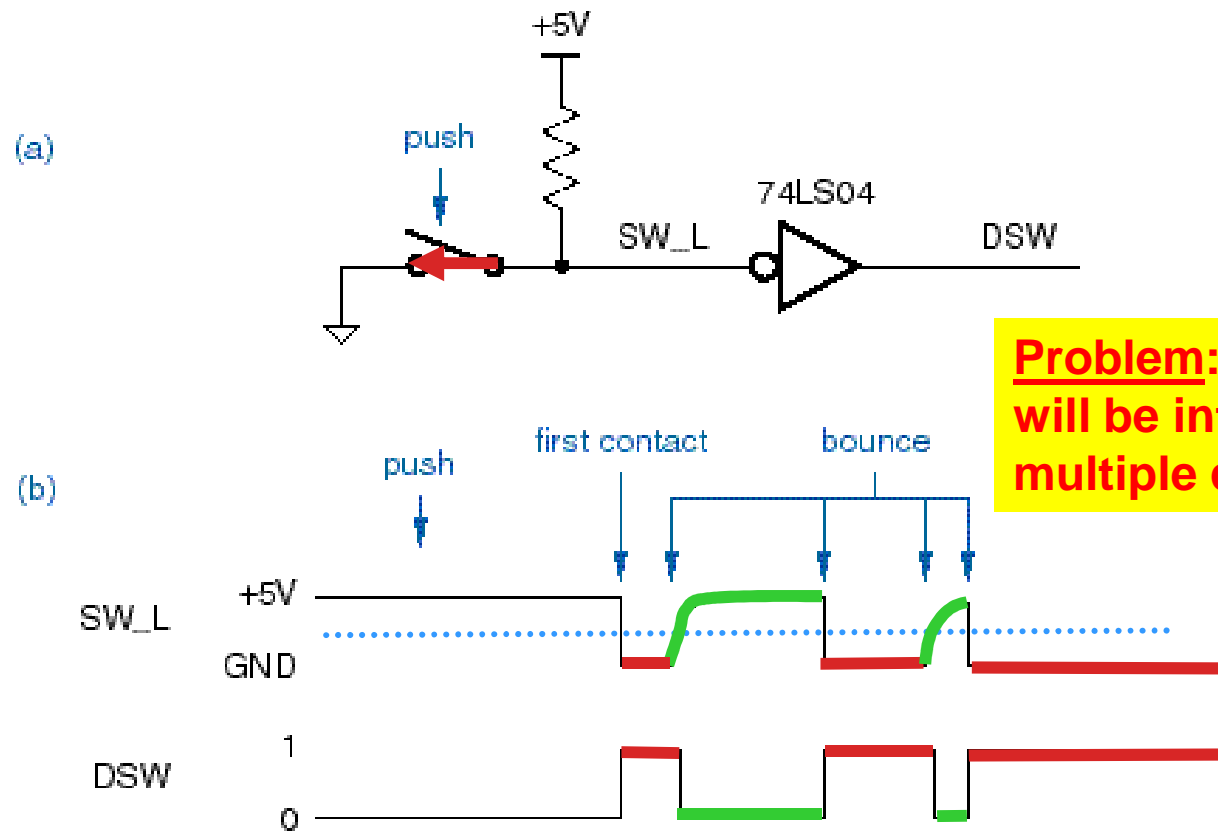 +5V
(a)
push
74LS04
SW_L
DSW
Problem:
will be
multiple
first contact
bounce
push
(b)
+5V
SW_L
GND
1
DSW
0